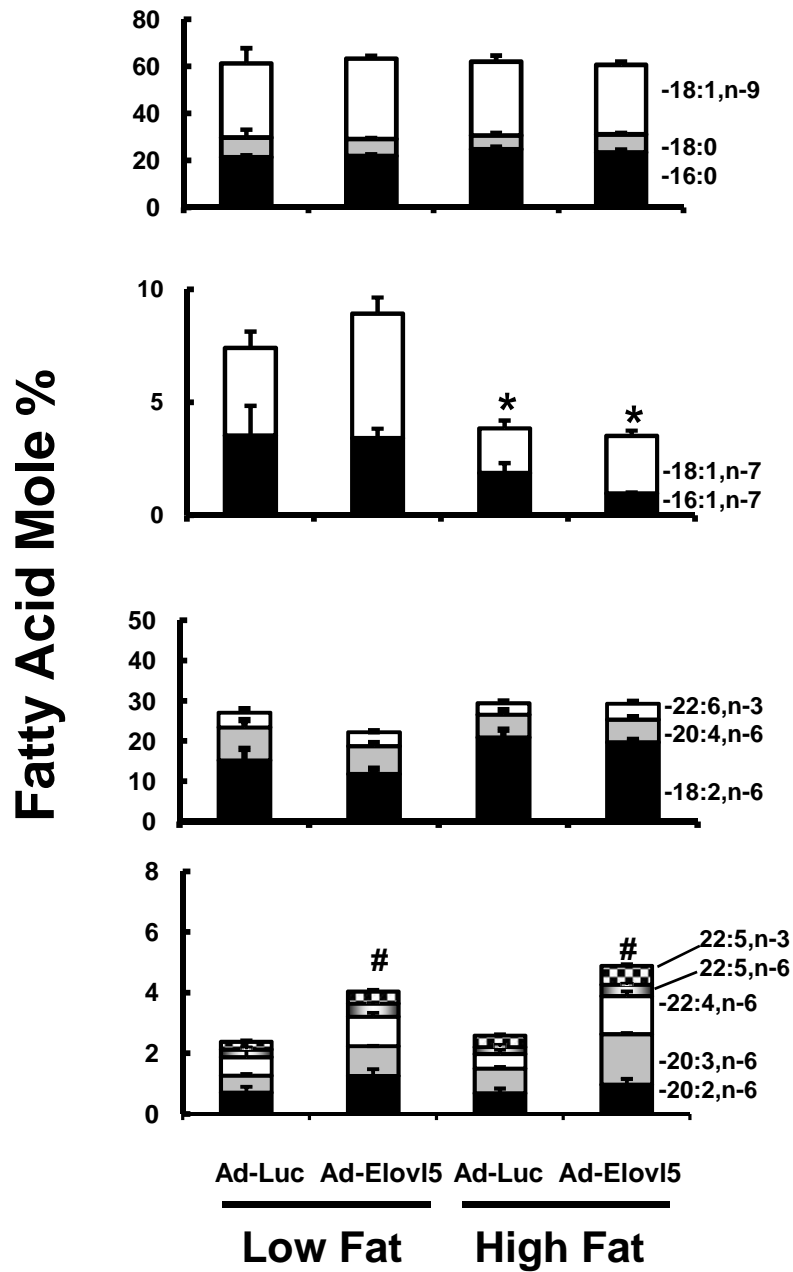 Fatty Acid Mole %
80
60
40
20
0
-18:1,n-9
-18:0
-16:0
10
5
0
*
*
-18:1,n-7
-16:1,n-7
50
40
30
20
10
0
-22:6,n-3
-20:4,n-6
-18:2,n-6
8
6
4
2
0
#
#
22:5,n-3
22:5,n-6
-22:4,n-6
-20:3,n-6
-20:2,n-6
Ad-Luc Ad-Elovl5 Ad-Luc Ad-Elovl5
Low Fat High Fat